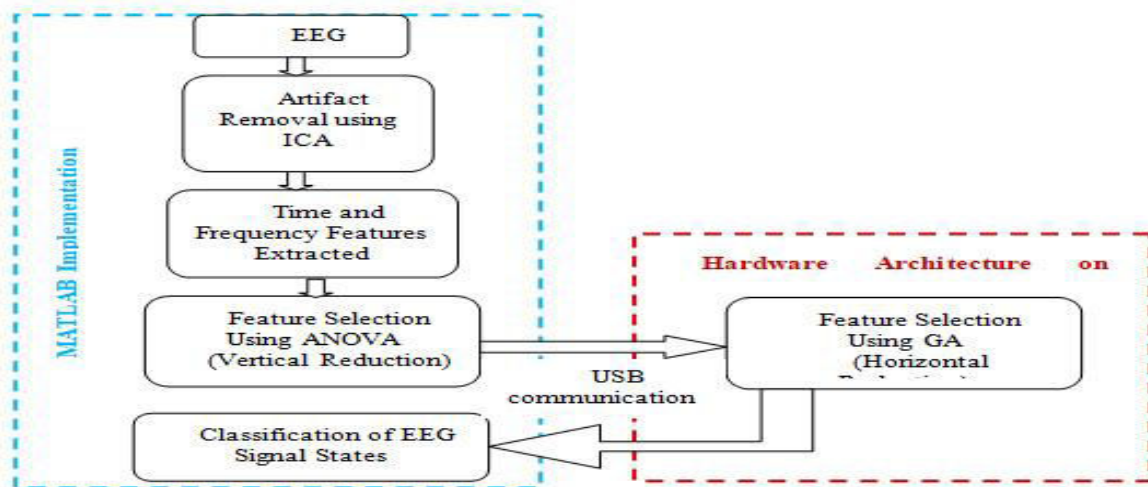 EEG
Artifact
Removal using
ICA
Time and
Frequency Features
Extracted
MATLAB Implementation
Feature Selection
Using ANOVA
(Vertical Reduction)
Hardware Architecture on
Feature Selection
Using GA
(Horizontal
USB
communication
Classification of EEG
Signal States